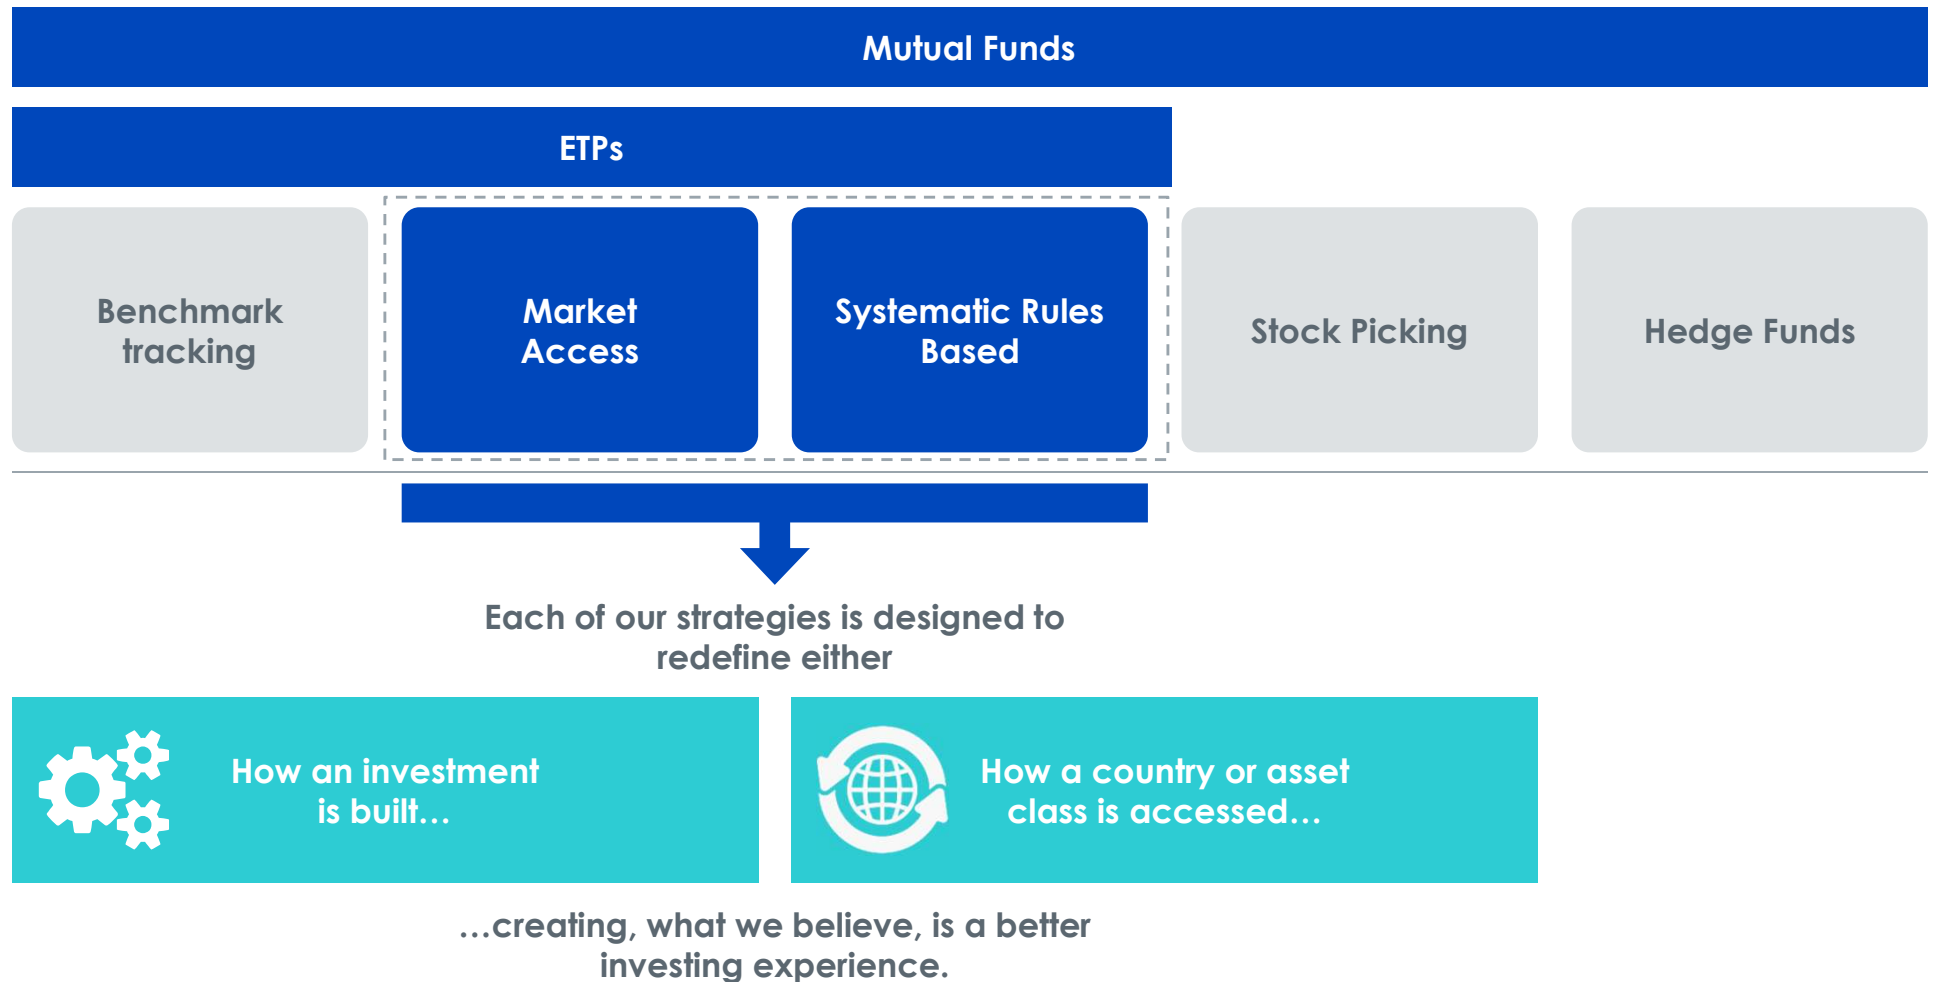 Mutual Funds
ETPs
Benchmark
tracking
Market
Access
Systematic Rules
Based
Stock Picking
Hedge Funds
Each of our strategies is designed to
redefine either
How an investment
is built…
How a country or asset
class is accessed…
…creating, what we believe, is a better
investing experience.